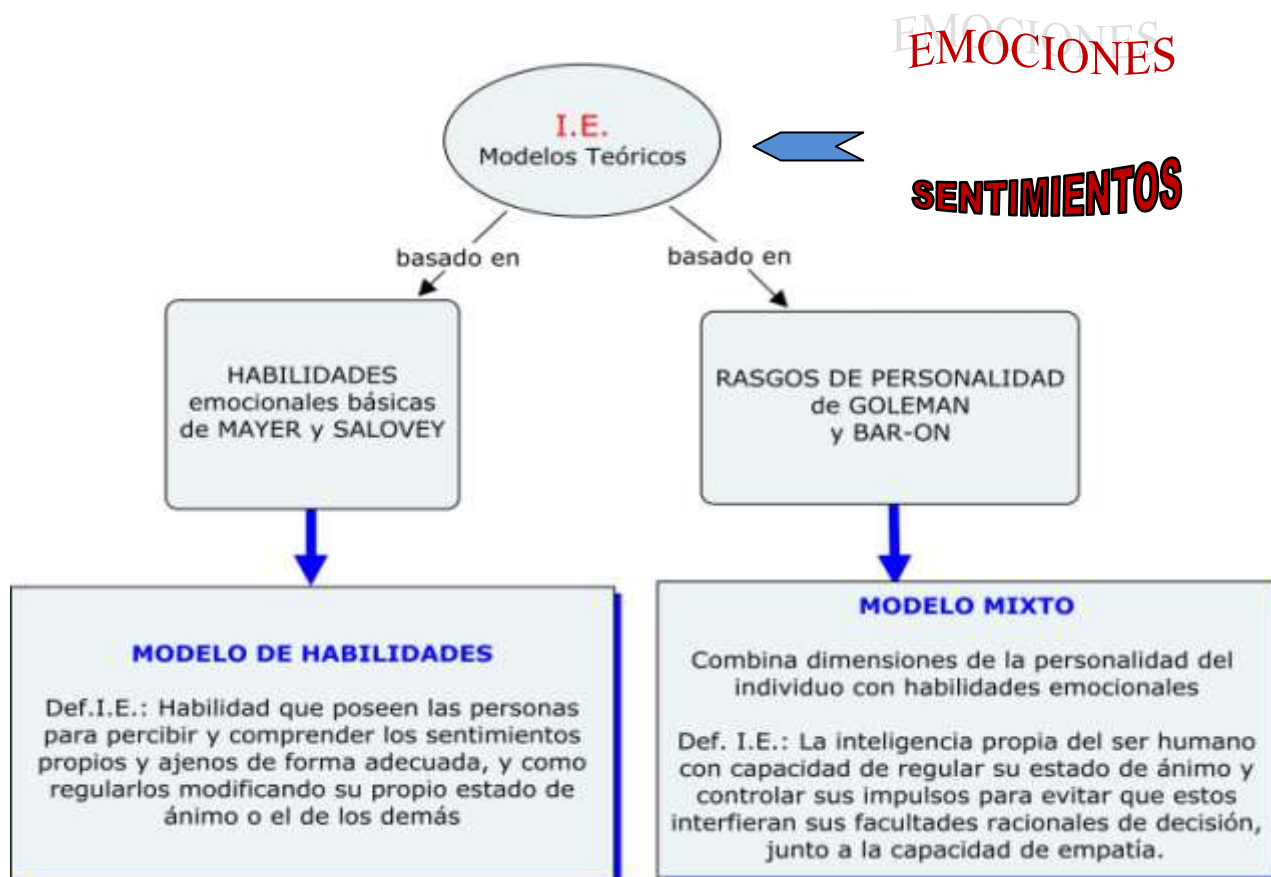 EMOCIONES
I.E.
Modelos Teóricos
SENTIMIENTOS
basado en
basado en
HABILIDADES
emocionales básicas
de MAYER y SALOVEY
RASGOS DE PERSONALIDAD
de GOLEMAN
y BAR-ON
MODELO DE HABILIDADES
Def.I.E.: Habilidad que poseen las personas
para percibir y comprender los sentimientos
propios y ajenos de forma adecuada, y como
regularlos modificando su propio estado de
ánimo o el de los demás
MODELO MIXTO
Combina dimensiones de la personalidad del
individuo con habilidades emocionales
Def. I.E.: La inteligencia propia del ser humano
con capacidad de regular su estado de ánimo y
controlar sus impulsos para evitar que estos
interfieran sus facultades racionales de decisión,
junto a la capacidad de empatía.